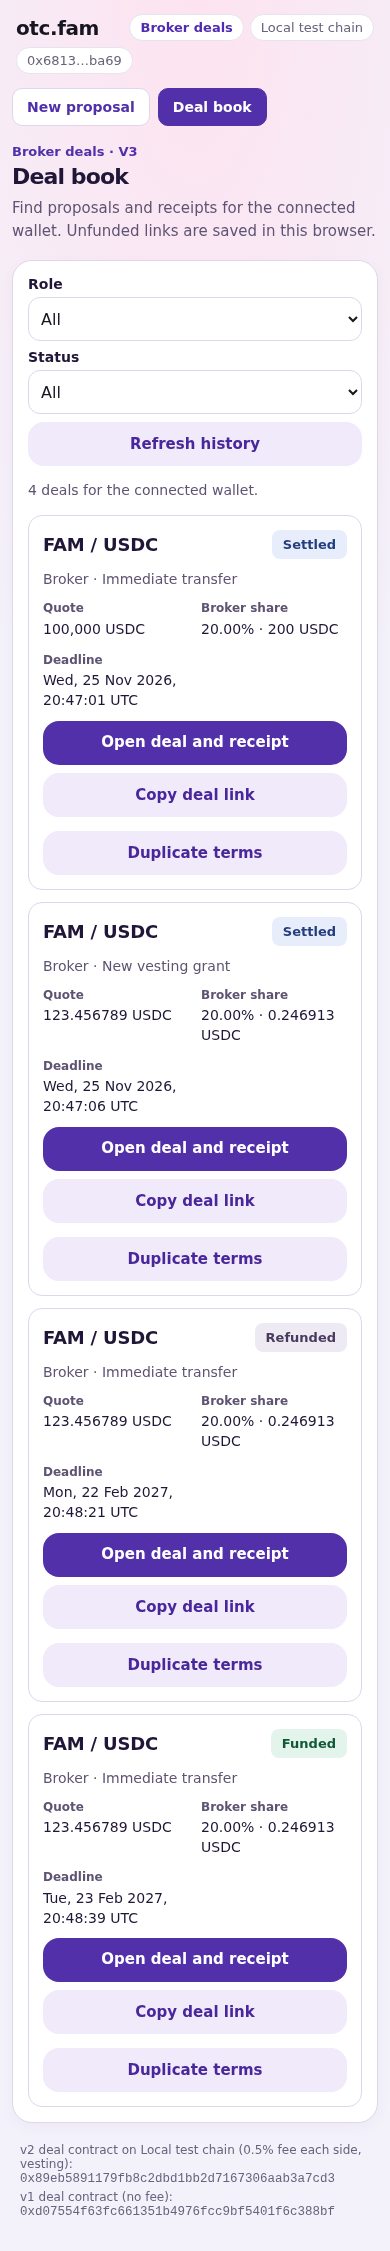 otc.fam
Broker deals
Local test chain
0x6813…ba69
New proposal
Deal book
Broker deals · V3
Deal book
Find proposals and receipts for the connected
wallet. Unfunded links are saved in this browser.
Role
All
Status
All
Refresh history
4 deals for the connected wallet.
FAM / USDC
Settled
Broker · Immediate transfer
Quote
100,000 USDC
Broker share
20.00% · 200 USDC
Deadline
Wed, 25 Nov 2026,
20:47:01 UTC
Open deal and receipt
Copy deal link
Duplicate terms
FAM / USDC
Settled
Broker · New vesting grant
Quote
123.456789 USDC
Broker share
20.00% · 0.246913
USDC
Deadline
Wed, 25 Nov 2026,
20:47:06 UTC
Open deal and receipt
Copy deal link
Duplicate terms
FAM / USDC
Refunded
Broker · Immediate transfer
Quote
123.456789 USDC
Broker share
20.00% · 0.246913
USDC
Deadline
Mon, 22 Feb 2027,
20:48:21 UTC
Open deal and receipt
Copy deal link
Duplicate terms
FAM / USDC
Funded
Broker · Immediate transfer
Quote
123.456789 USDC
Broker share
20.00% · 0.246913
USDC
Deadline
Tue, 23 Feb 2027,
20:48:39 UTC
Open deal and receipt
Copy deal link
Duplicate terms
v2 deal contract on Local test chain (0.5% fee each side,
vesting):
0x89eb5891179fb8c2dbd1bb2d7167306aab3a7cd3
v1 deal contract (no fee):
0xd07554f63fc661351b4976fcc9bf5401f6c388bf